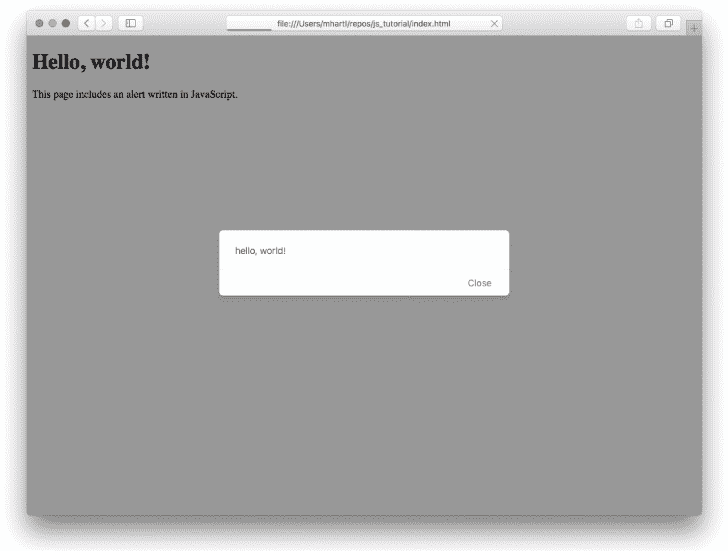 file:///Users/mhartl/repos/js_tutorial/index.html
Hello, world!
This page includes an alert written in JavaScript.
hello, world!
Close